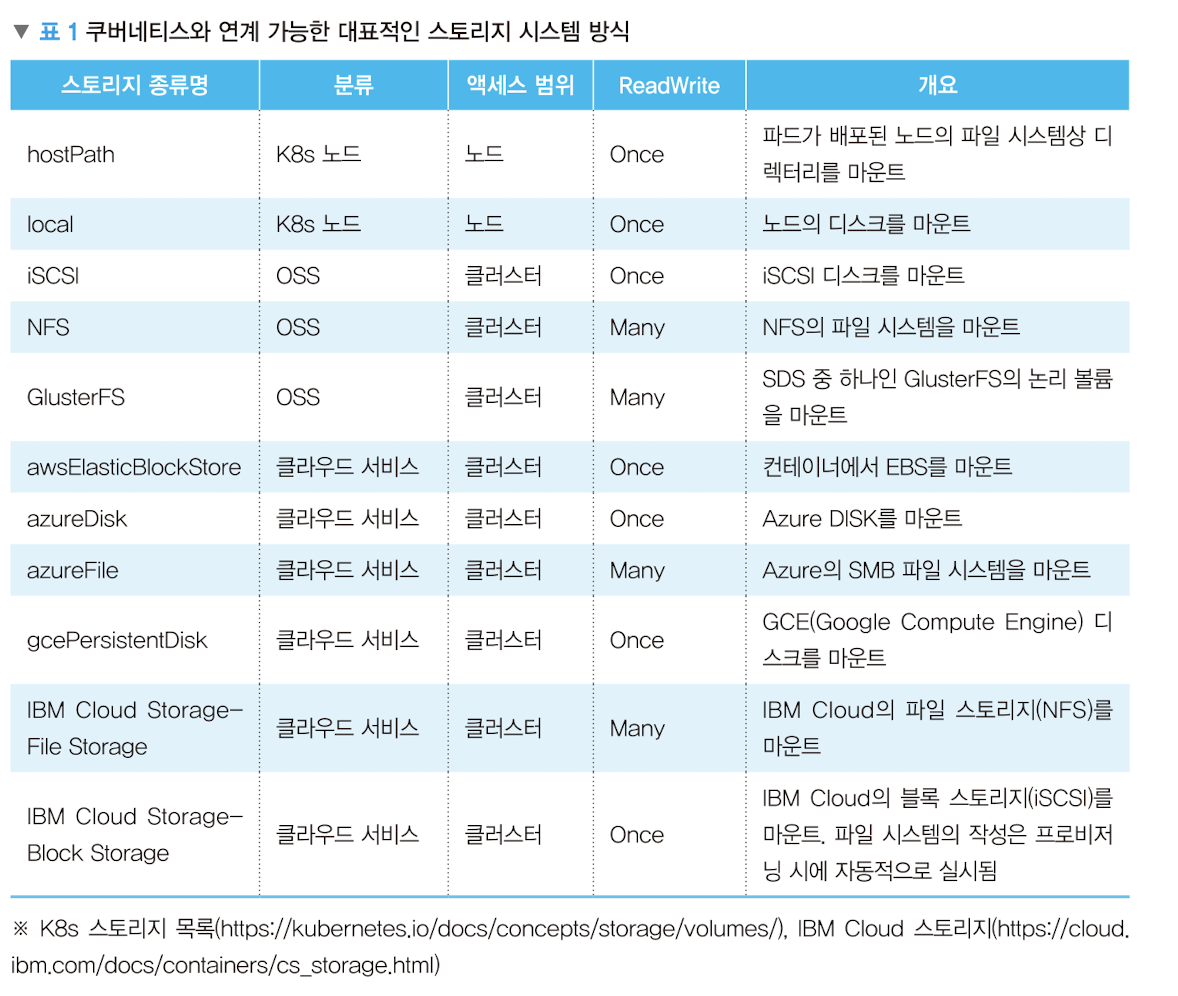 ▼ 표 1 쿠버네티스와 연계 가능한 대표적인 스토리지 시스템 방식
스토리지 종류명 분류 액세스 범위 ReadWrite 개요
hostPath K8s 노드 노드 Once 파드가 배포된 노드의 파일 시스템상 디
렉터리를 마운트
local K8s 노드 노드 Once 노드의 디스크를 마운트
iSCSI OSS 클러스터 Once iSCSI 디스크를 마운트
NFS OSS 클러스터 Many NFS의 파일 시스템을 마운트
GlusterFS OSS 클러스터 Many SDS 중 하나인 GlusterFS의 논리 볼륨
을 마운트
awsElasticBlockStore 클라우드 서비스 클러스터 Once 컨테이너에서 EBS를 마운트
azureDisk 클라우드 서비스 클러스터 Once Azure DISK를 마운트
azureFile 클라우드 서비스 클러스터 Many Azure의 SMB 파일 시스템을 마운트
gcePersistentDisk 클라우드 서비스 클러스터 Once GCE(Google Compute Engine) 디
스크를 마운트
IBM Cloud Storage-
File Storage 클라우드 서비스 클러스터 Many IBM Cloud의 파일 스토리지(NFS)를
마운트
IBM Cloud Storage-
Block Storage 클라우드 서비스 클러스터 Once IBM Cloud의 블록 스토리지(iSCSI)를
마운트. 파일 시스템의 작성은 프로비저
닝 시에 자동적으로 실시됨
※ K8s 스토리지 목록(https://kubernetes.io/docs/concepts/storage/volumes/), IBM Cloud 스토리지(https://cloud.
ibm.com/docs/containers/cs_storage.html)